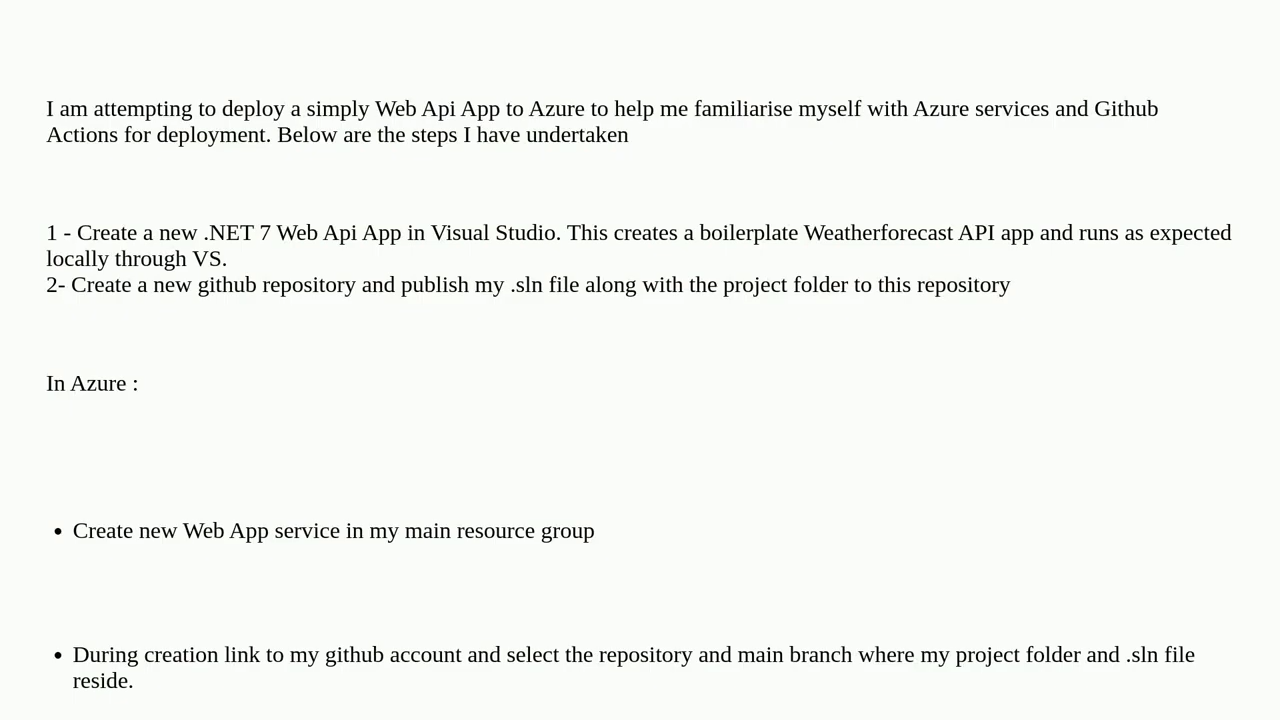 I am attempting to deploy a simply Web Api App to Azure to help me familiarise myself with Azure services and Github
Actions for deployment. Below are the steps I have undertaken
1 - Create a new .NET 7 Web Api App in Visual Studio. This creates a boilerplate Weatherforecast API app and runs as expected
locally through VS.
2- Create a new github repository and publish my .sln file along with the project folder to this repository
In Azure :
• Create new Web App service in my main resource group
• During creation link to my github account and select the repository and main branch where my project folder and .sln file
reside.